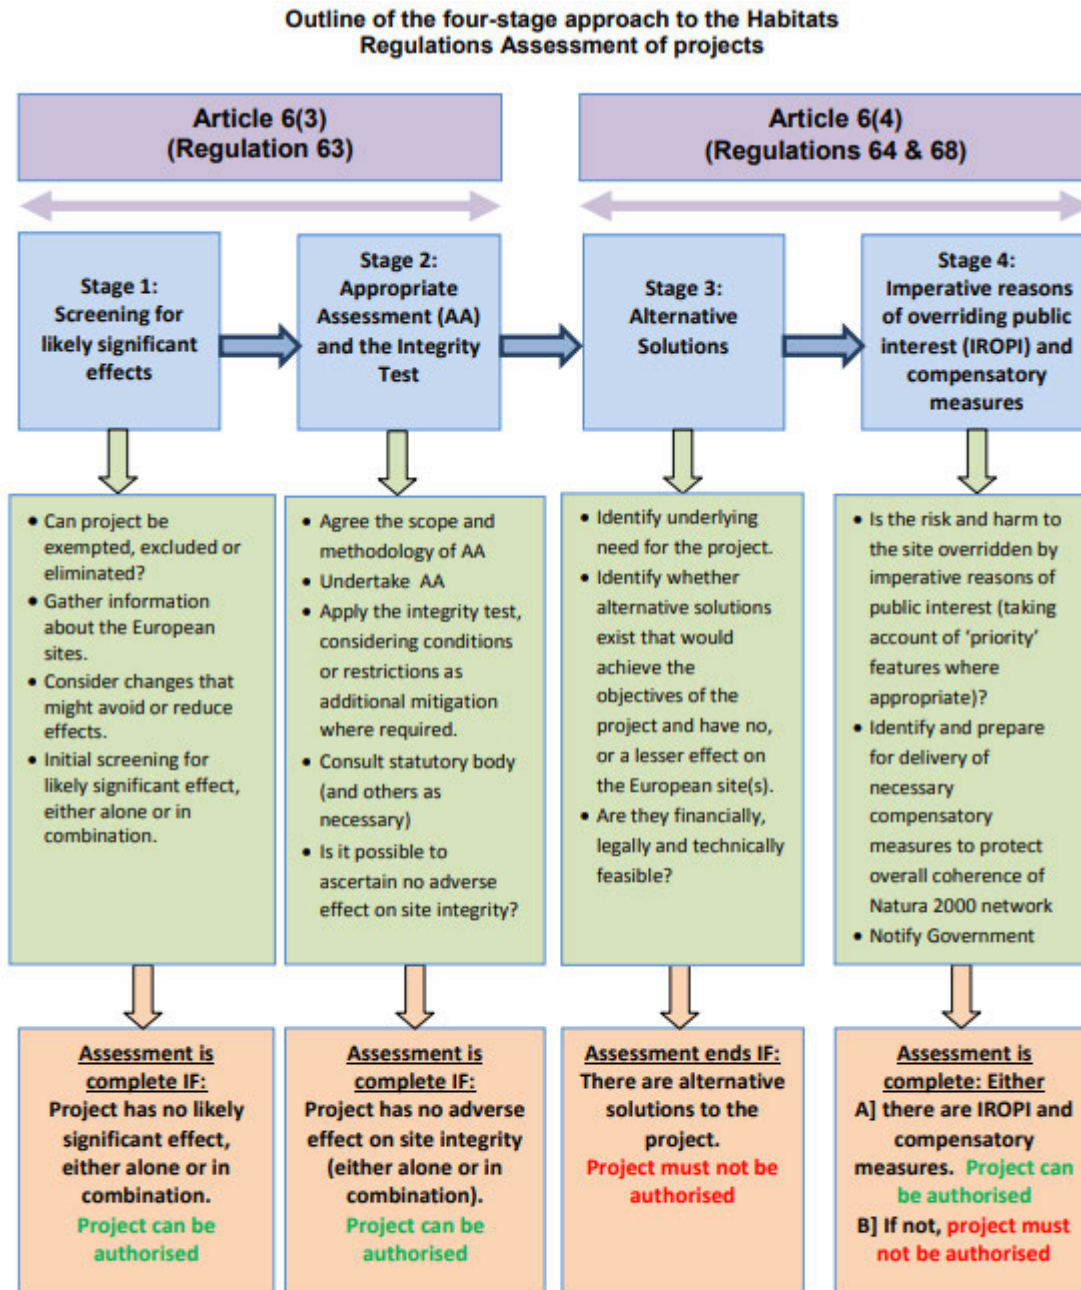 Outline of the four-stage approach to the Habitats
Regulations Assessment of projects
Article 6(3)
(Regulation 63)
Article 6(4)
(Regulations 64 & 68)
Stage 1:
Screening for
likely significant
effects
Stage 2:
Appropriate
Assessment (AA)
and the Integrity
Test
Stage 3:
Alternative
Solutions
Stage 4:
Imperative reasons
of overriding public
interest (IROPI) and
compensatory
measures
• Can project be
exempted, excluded or
eliminated?
• Gather information
about the European
sites.
• Consider changes that
might avoid or reduce
effects.
• Initial screening for
likely significant effect,
either alone or in
combination.
• Agree the scope and
methodology of AA
• Undertake AA
• Apply the integrity test,
considering conditions
or restrictions as
additional mitigation
where required.
• Consult statutory body
(and others as
necessary)
• Is it possible to
ascertain no adverse
effect on site integrity?
• Identify underlying
need for the project.
• Identify whether
alternative solutions
exist that would
achieve the
objectives of the
project and have no,
or a lesser effect on
the European site(s).
• Are they financially,
legally and technically
feasible?
• Is the risk and harm to
the site overridden by
imperative reasons of
public interest (taking
account of ‘priority’
features where
appropriate)?
• Identify and prepare
for delivery of
necessary
compensatory
measures to protect
overall coherence of
Natura 2000 network
• Notify Government
Assessment is
complete IF:
Project has no likely
significant effect,
either alone or in
combination.
Project can be
authorised
Assessment is
complete IF:
Project has no adverse
effect on site integrity
(either alone or in
combination).
Project can be
authorised
Assessment ends IF:
There are alternative
solutions to the
project.
Project must not be
authorised
Assessment is
complete: Either
A] there are IROPI and
compensatory
measures. Project can
be authorised
B] If not, project must
not be authorised